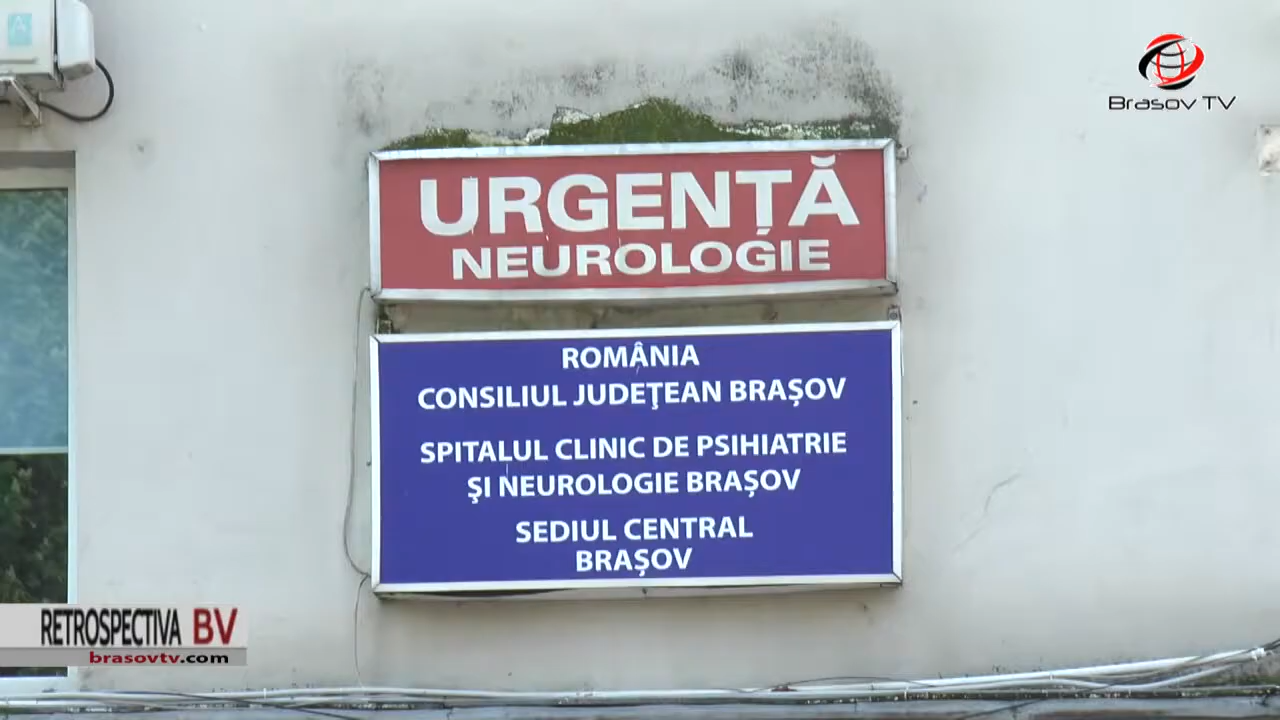 Brasov TV
URGENȚĂ
NEUROLOGIE
ROMÂNIA
CONSILIUL JUDEŢEAN BRAȘOV
SPITALUL CLINIC DE PSIHIATRIE
ŞI NEUROLOGIE BRAȘOV
SEDIUL CENTRAL
BRAȘOV
RETROSPECTIVA BV
brasovtv.com